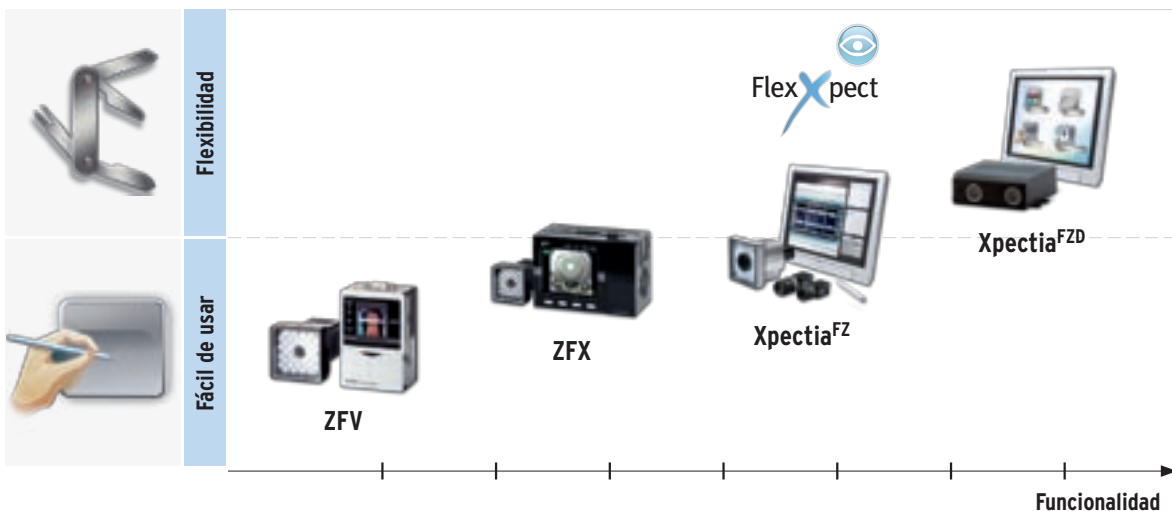 Flexibilidad
FlexXpect
XpectiaFZD
Fácil de usar
ZFV
ZFX
XpectiaFZ
Funcionalidad